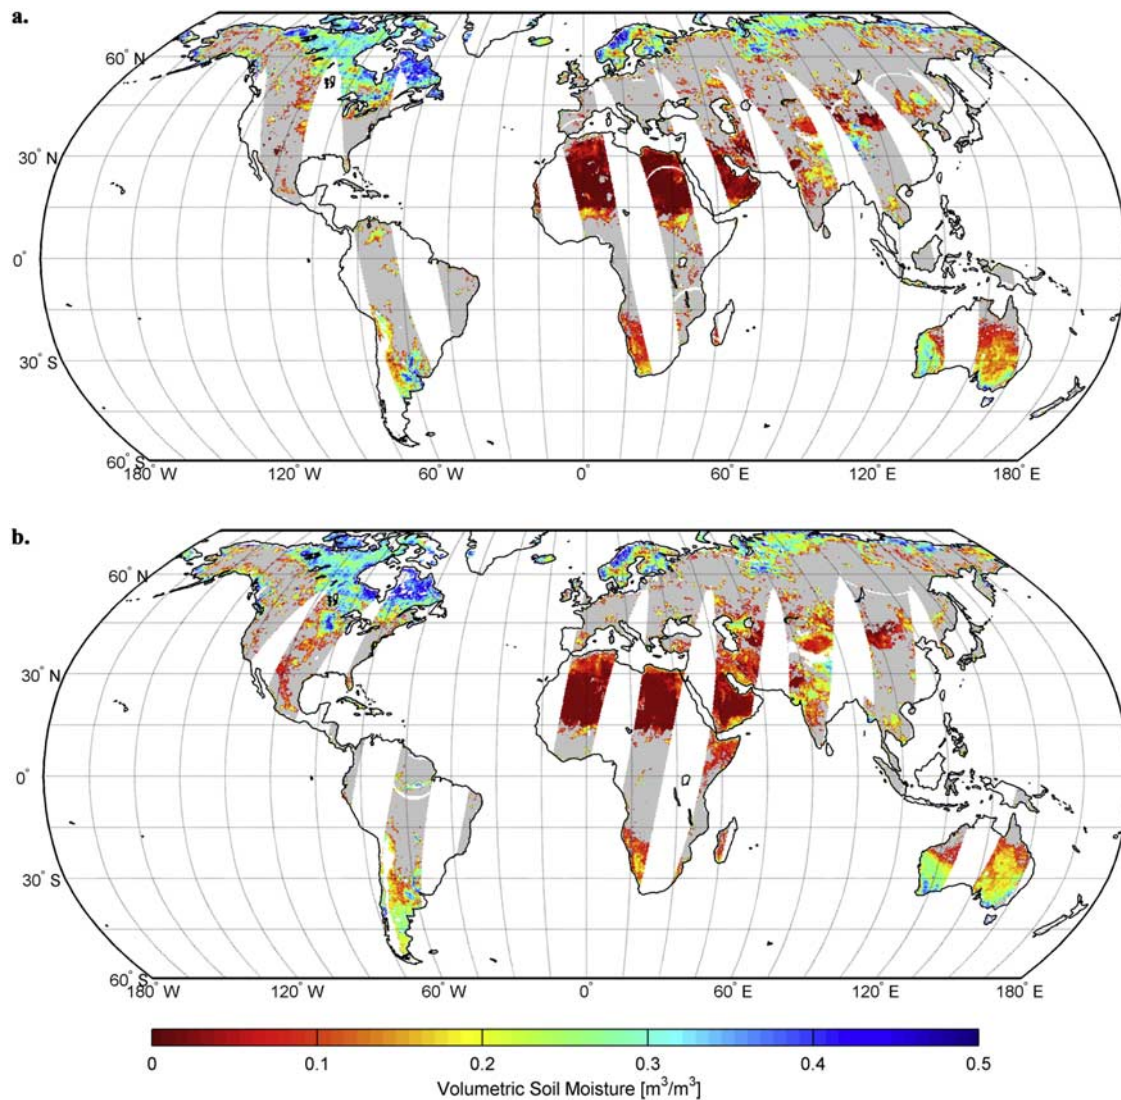 a.
60° N
30° N
0°
30° S
60° S
180° W
120° W
60° W
0°
60° E
120° E
180° E
b.
60° N
30° N
0°
30° S
60° S
180° W
120° W
60° W
0°
60° E
120° E
180° E
0
0.1
0.2
0.3
0.4
0.5
Volumetric Soil Moisture [m³/m³]